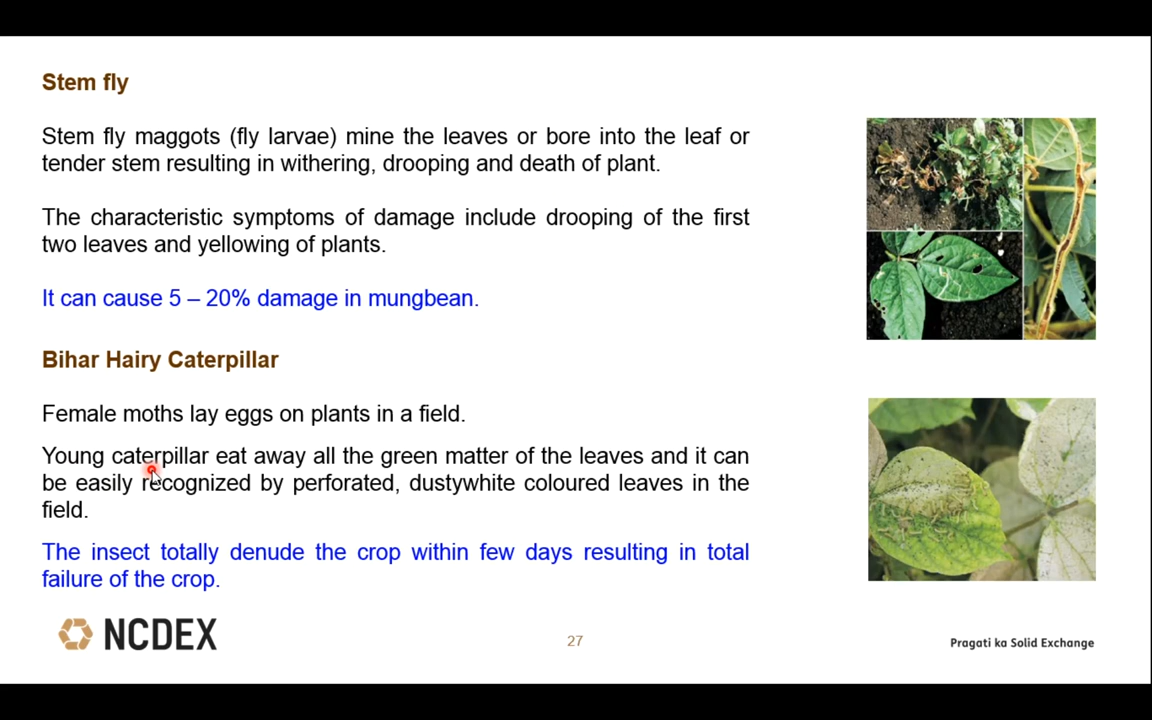 Stem fly
Stem fly maggots (fly larvae) mine the leaves or bore into the leaf or
tender stem resulting in withering, drooping and death of plant.
The characteristic symptoms of damage include drooping of the first
two leaves and yellowing of plants.
It can cause 5 – 20% damage in mungbean.
Bihar Hairy Caterpillar
Female moths lay eggs on plants in a field.
Young caterpillar eat away all the green matter of the leaves and it can
be easily recognized by perforated, dustywhite coloured leaves in the
field.
The insect totally denude the crop within few days resulting in total
failure of the crop.
NCDEX
27
Pragati ka Solid Exchange